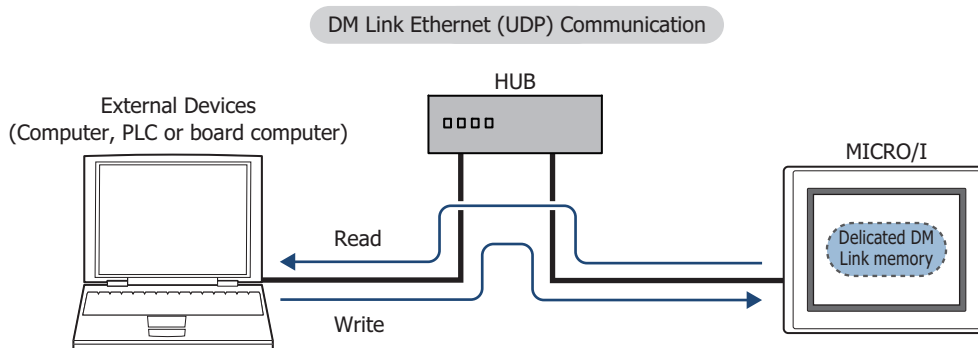 DM Link Ethernet (UDP) Communication
HUB
External Devices
(Computer, PLC or board computer)
MICRO/I
Read
Delicated DM
Link memory
Write